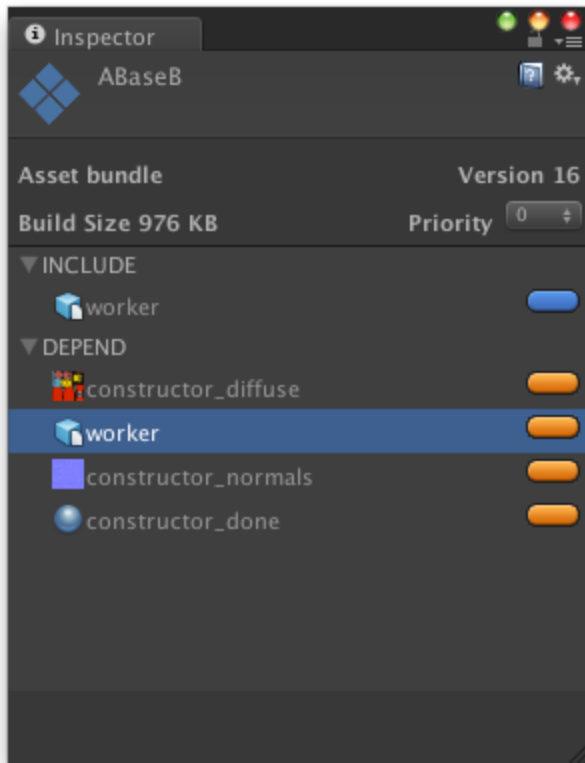 Inspector
ABaseB
Asset bundle Version 16
Build Size 976 KB Priority 0
INCLUDE
worker
DEPEND
constructor_diffuse
worker
constructor_normals
constructor_done